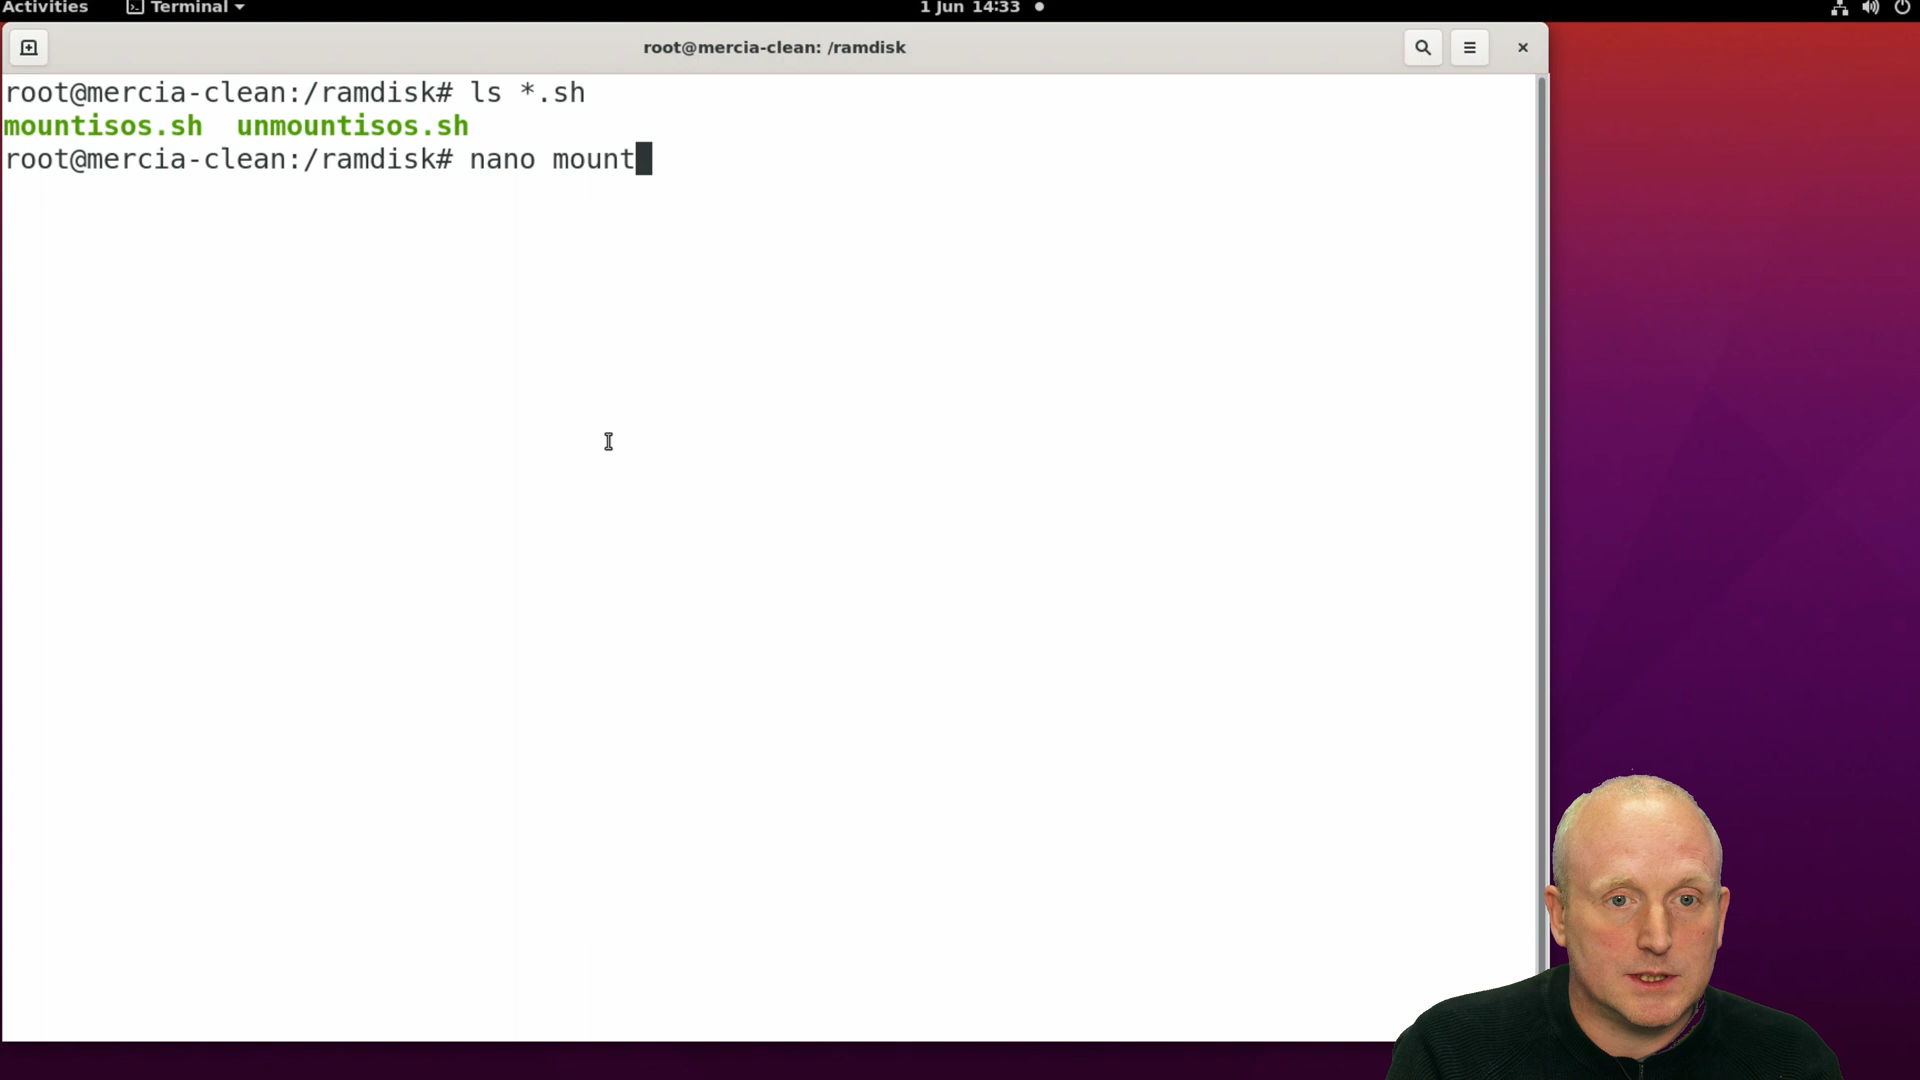 Activities Terminal 1 Jun 14:33
root@mercia-clean: /ramdisk
root@mercia-clean:/ramdisk# ls *.sh
mountisos.sh unmountisos.sh
root@mercia-clean:/ramdisk# nano mount